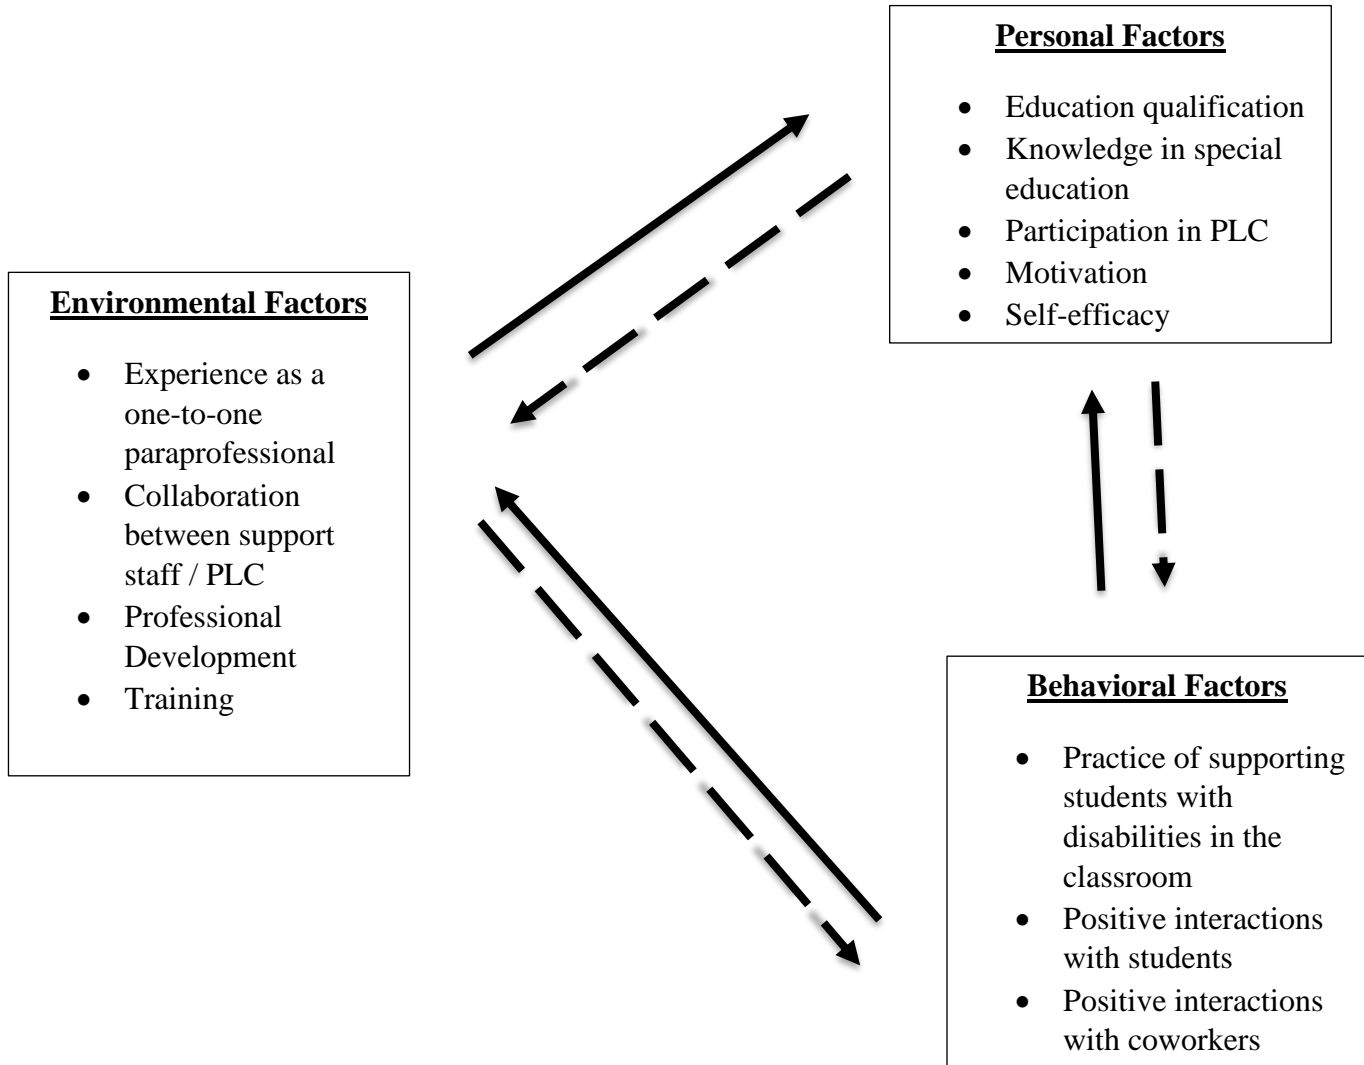 Personal Factors
• Education qualification
• Knowledge in special
education
• Participation in PLC
• Motivation
• Self-efficacy
Environmental Factors
• Experience as a
one-to-one
paraprofessional
• Collaboration
between support
staff / PLC
• Professional
Development
• Training
Behavioral Factors
• Practice of supporting
students with
disabilities in the
classroom
• Positive interactions
with students
• Positive interactions
with coworkers